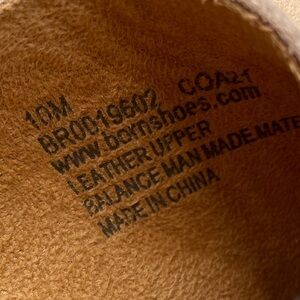 10M
BR0019602 COA21
www.bornshoes.com
LEATHER UPPER
BALANCE MAN MADE MATE
MADE IN CHINA